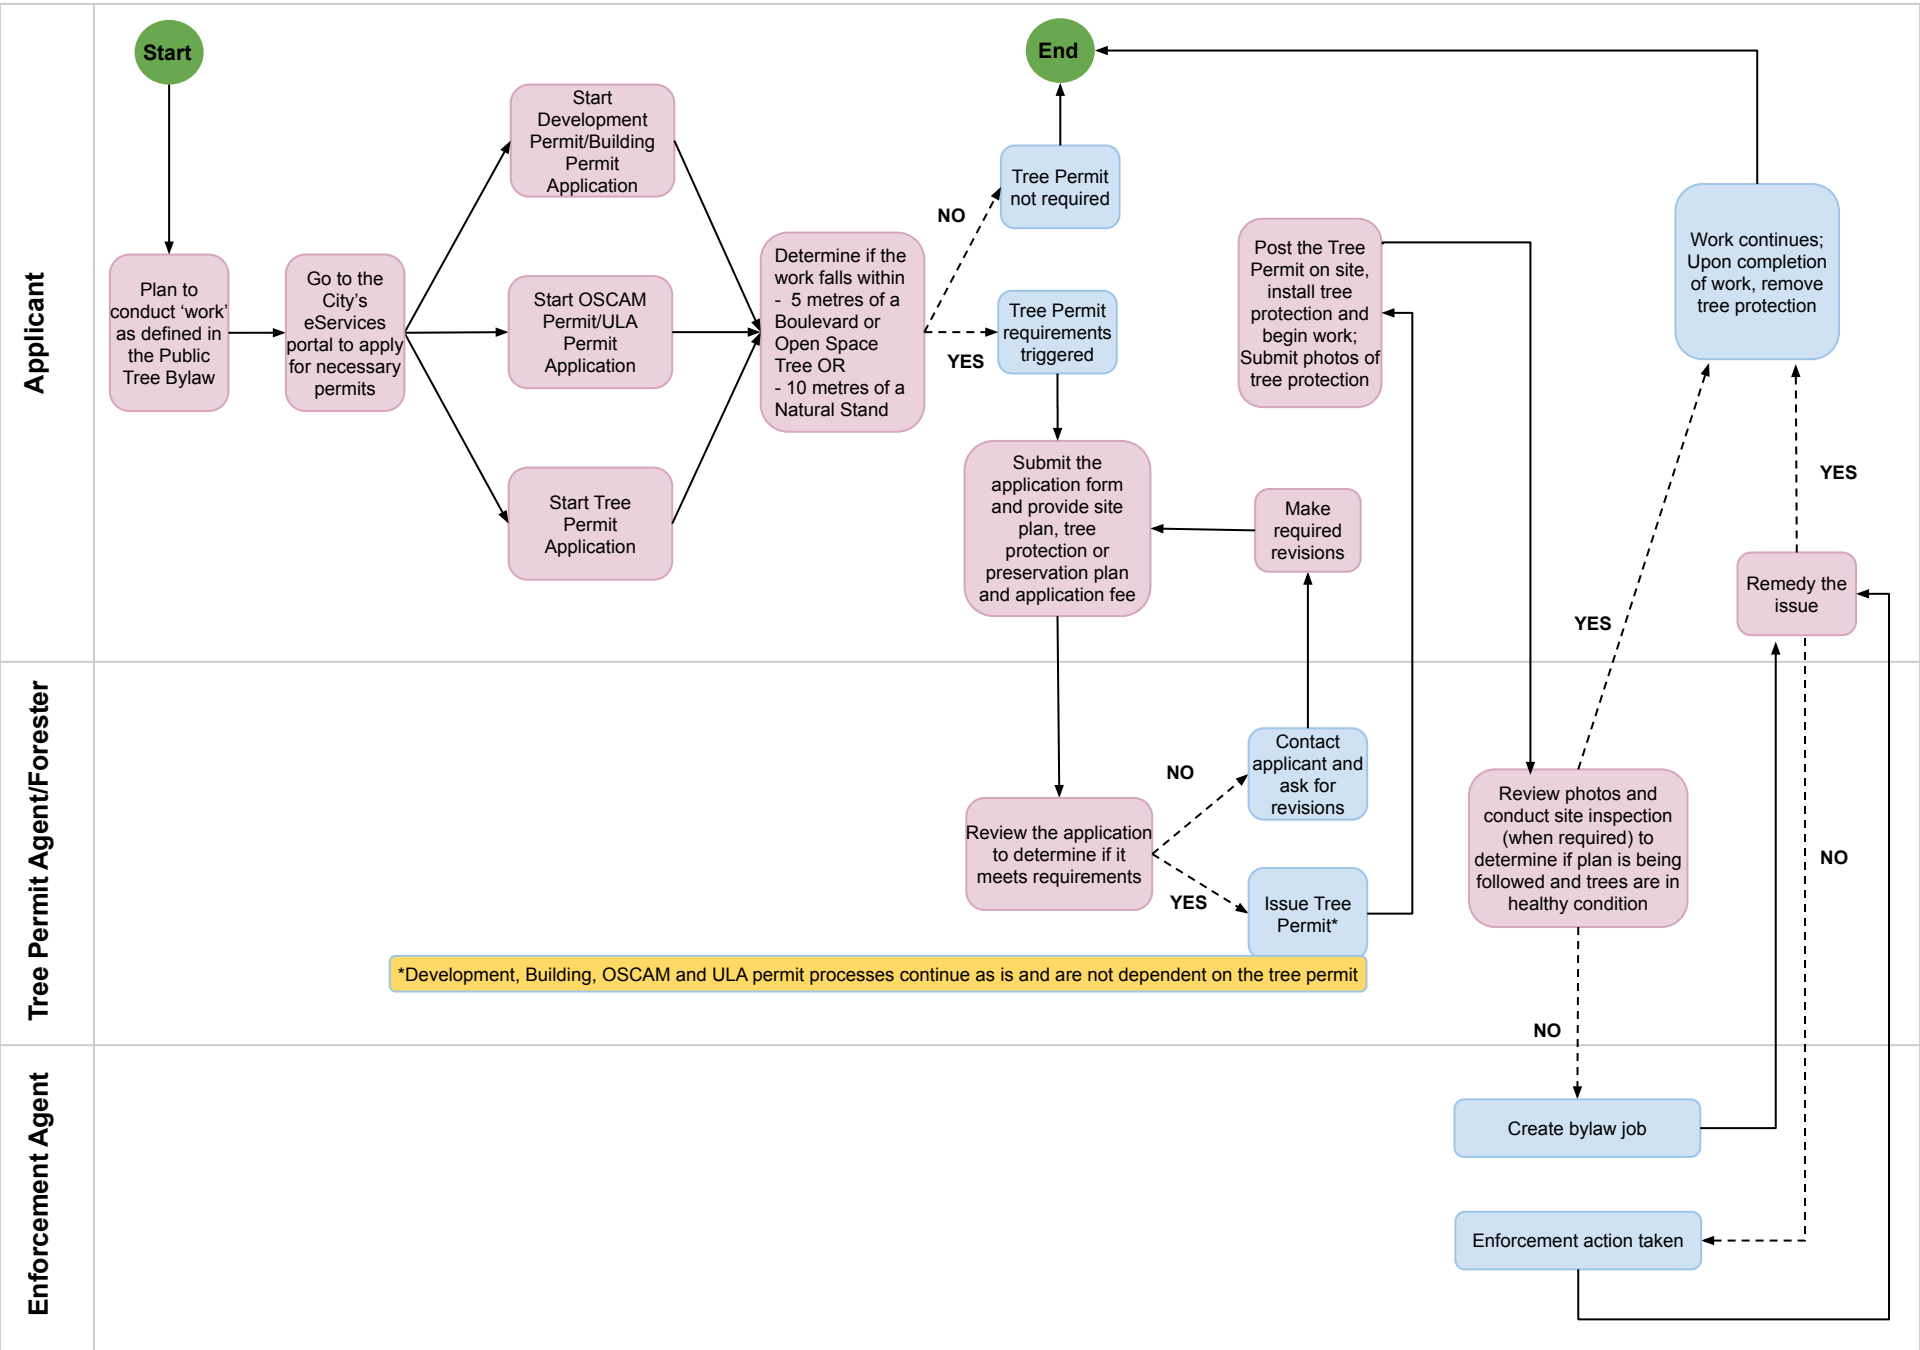 Start
End
Applicant
Plan to
conduct ‘work’
as defined in
the Public
Tree Bylaw
Go to the
City’s
eServices
portal to apply
for necessary
permits
Start
Development
Permit/Building
Permit
Application
Start OSCAM
Permit/ULA
Permit
Application
Start Tree
Permit
Application
Determine if the
work falls within
- 5 metres of a
Boulevard or
Open Space
Tree OR
- 10 metres of a
Natural Stand
NO
YES
Tree Permit
not required
Tree Permit
requirements
triggered
Submit the
application form
and provide site
plan, tree
protection or
preservation plan
and application fee
Make
required
revisions
Post the Tree
Permit on site,
install tree
protection and
begin work;
Submit photos of
tree protection
Work continues;
Upon completion
of work, remove
tree protection
YES
YES
Remedy the
issue
Tree Permit Agent/Forester
Review the application
to determine if it
meets requirements
NO
YES
Contact
applicant and
ask for
revisions
Issue Tree
Permit*
*Development, Building, OSCAM and ULA permit processes continue as is and are not dependent on the tree permit
Review photos and
conduct site inspection
(when required) to
determine if plan is being
followed and trees are in
healthy condition
NO
NO
Enforcement Agent
Create bylaw job
Enforcement action taken